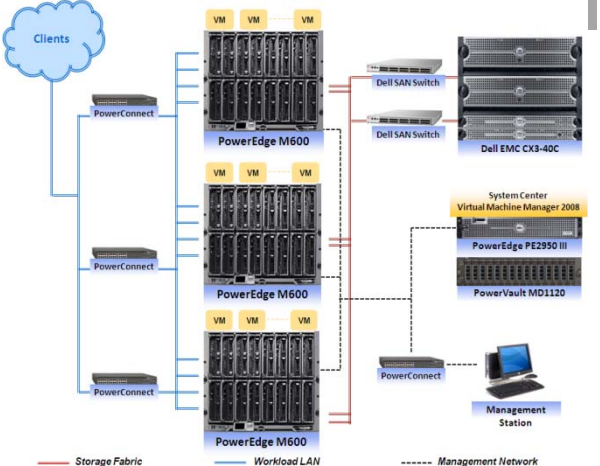 Clients
VM VM VM
PowerEdge M600
PowerConnect
Dell SAN Switch
Dell SAN Switch
Dell EMC CX3-40C
VM VM VM
PowerEdge M600
PowerConnect
System Center
Virtual Machine Manager 2008
PowerEdge PE2950 III
PowerVault MD1120
VM VM VM
PowerEdge M600
PowerConnect
PowerConnect
Management
Station
Storage Fabric
Workload LAN
Management Network